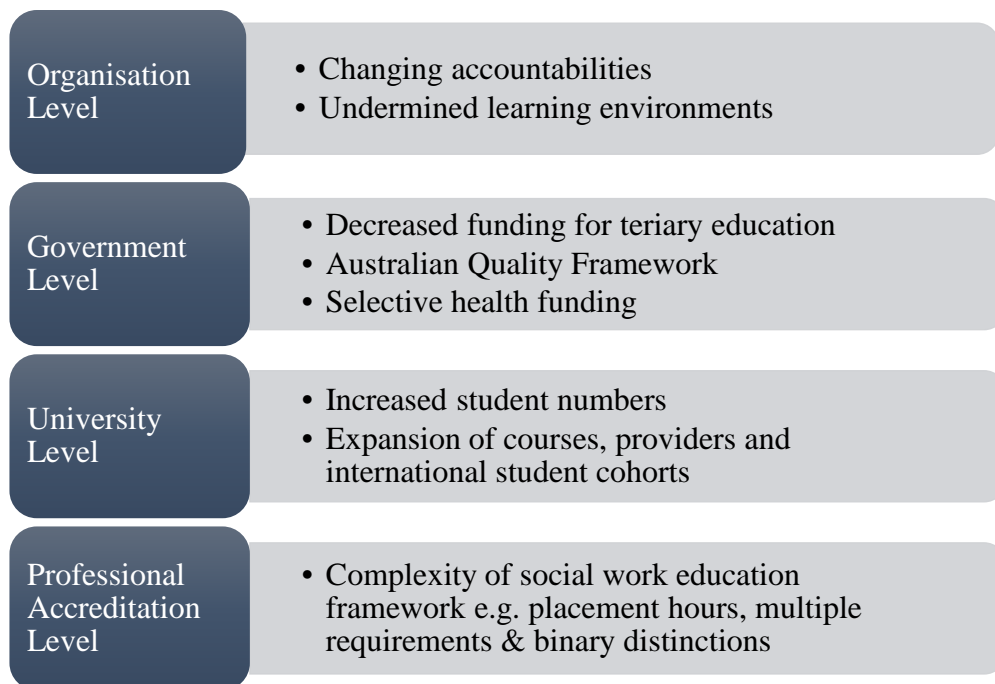 Organisation
Level
• Changing accountabilities
• Undermined learning environments
Government
Level
• Decreased funding for teriary education
• Australian Quality Framework
• Selective health funding
University
Level
• Increased student numbers
• Expansion of courses, providers and
international student cohorts
Professional
Accreditation
Level
• Complexity of social work education
framework e.g. placement hours, multiple
requirements & binary distinctions